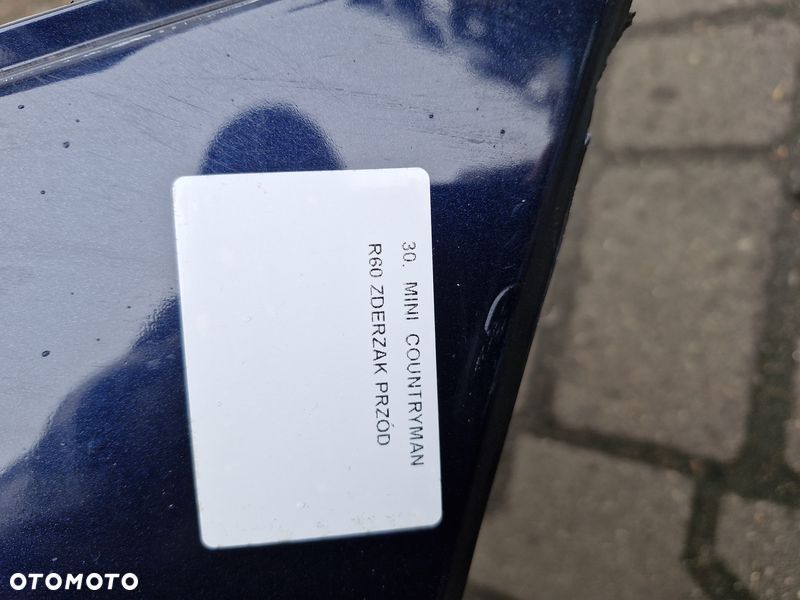 30. MINI COUNTRYMAN
R60 ZDERZAK PRZÓD
OTOMOTO